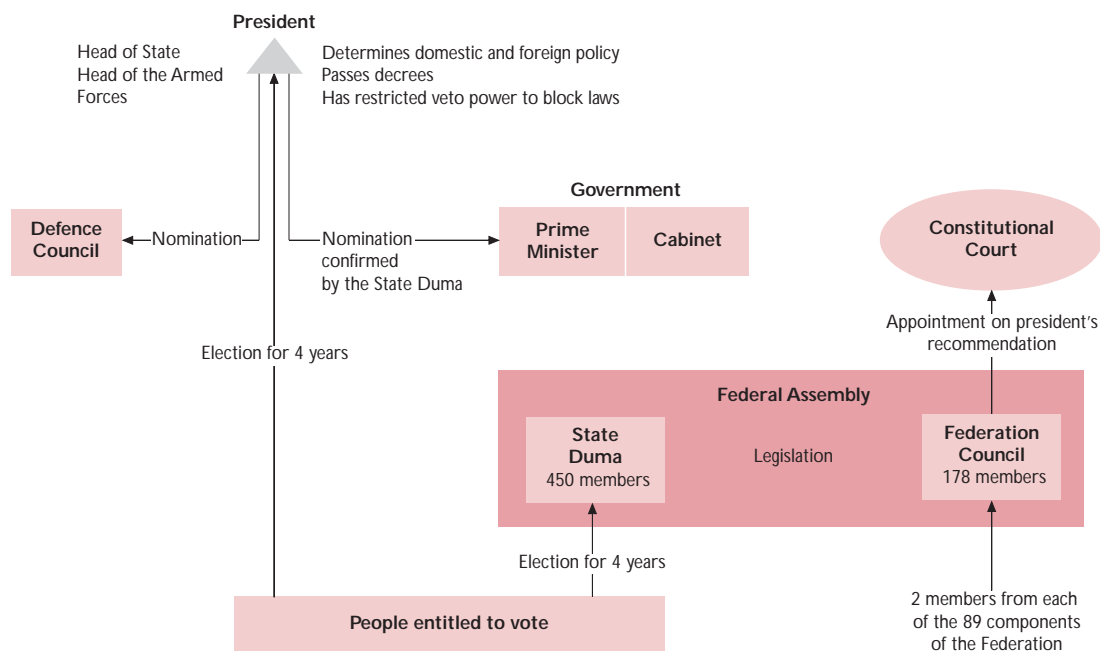 President
Head of State
Head of the Armed
Forces
Determines domestic and foreign policy
Passes decrees
Has restricted veto power to block laws
Government
Defence
Council
Nomination
Nomination
confirmed
by the State Duma
Prime
Minister
Cabinet
Constitutional
Court
Appointment on president's
recommendation
Election for 4 years
Federal Assembly
State
Duma
450 members
Legislation
Federation
Council
178 members
Election for 4 years
People entitled to vote
2 members from each
of the 89 components
of the Federation